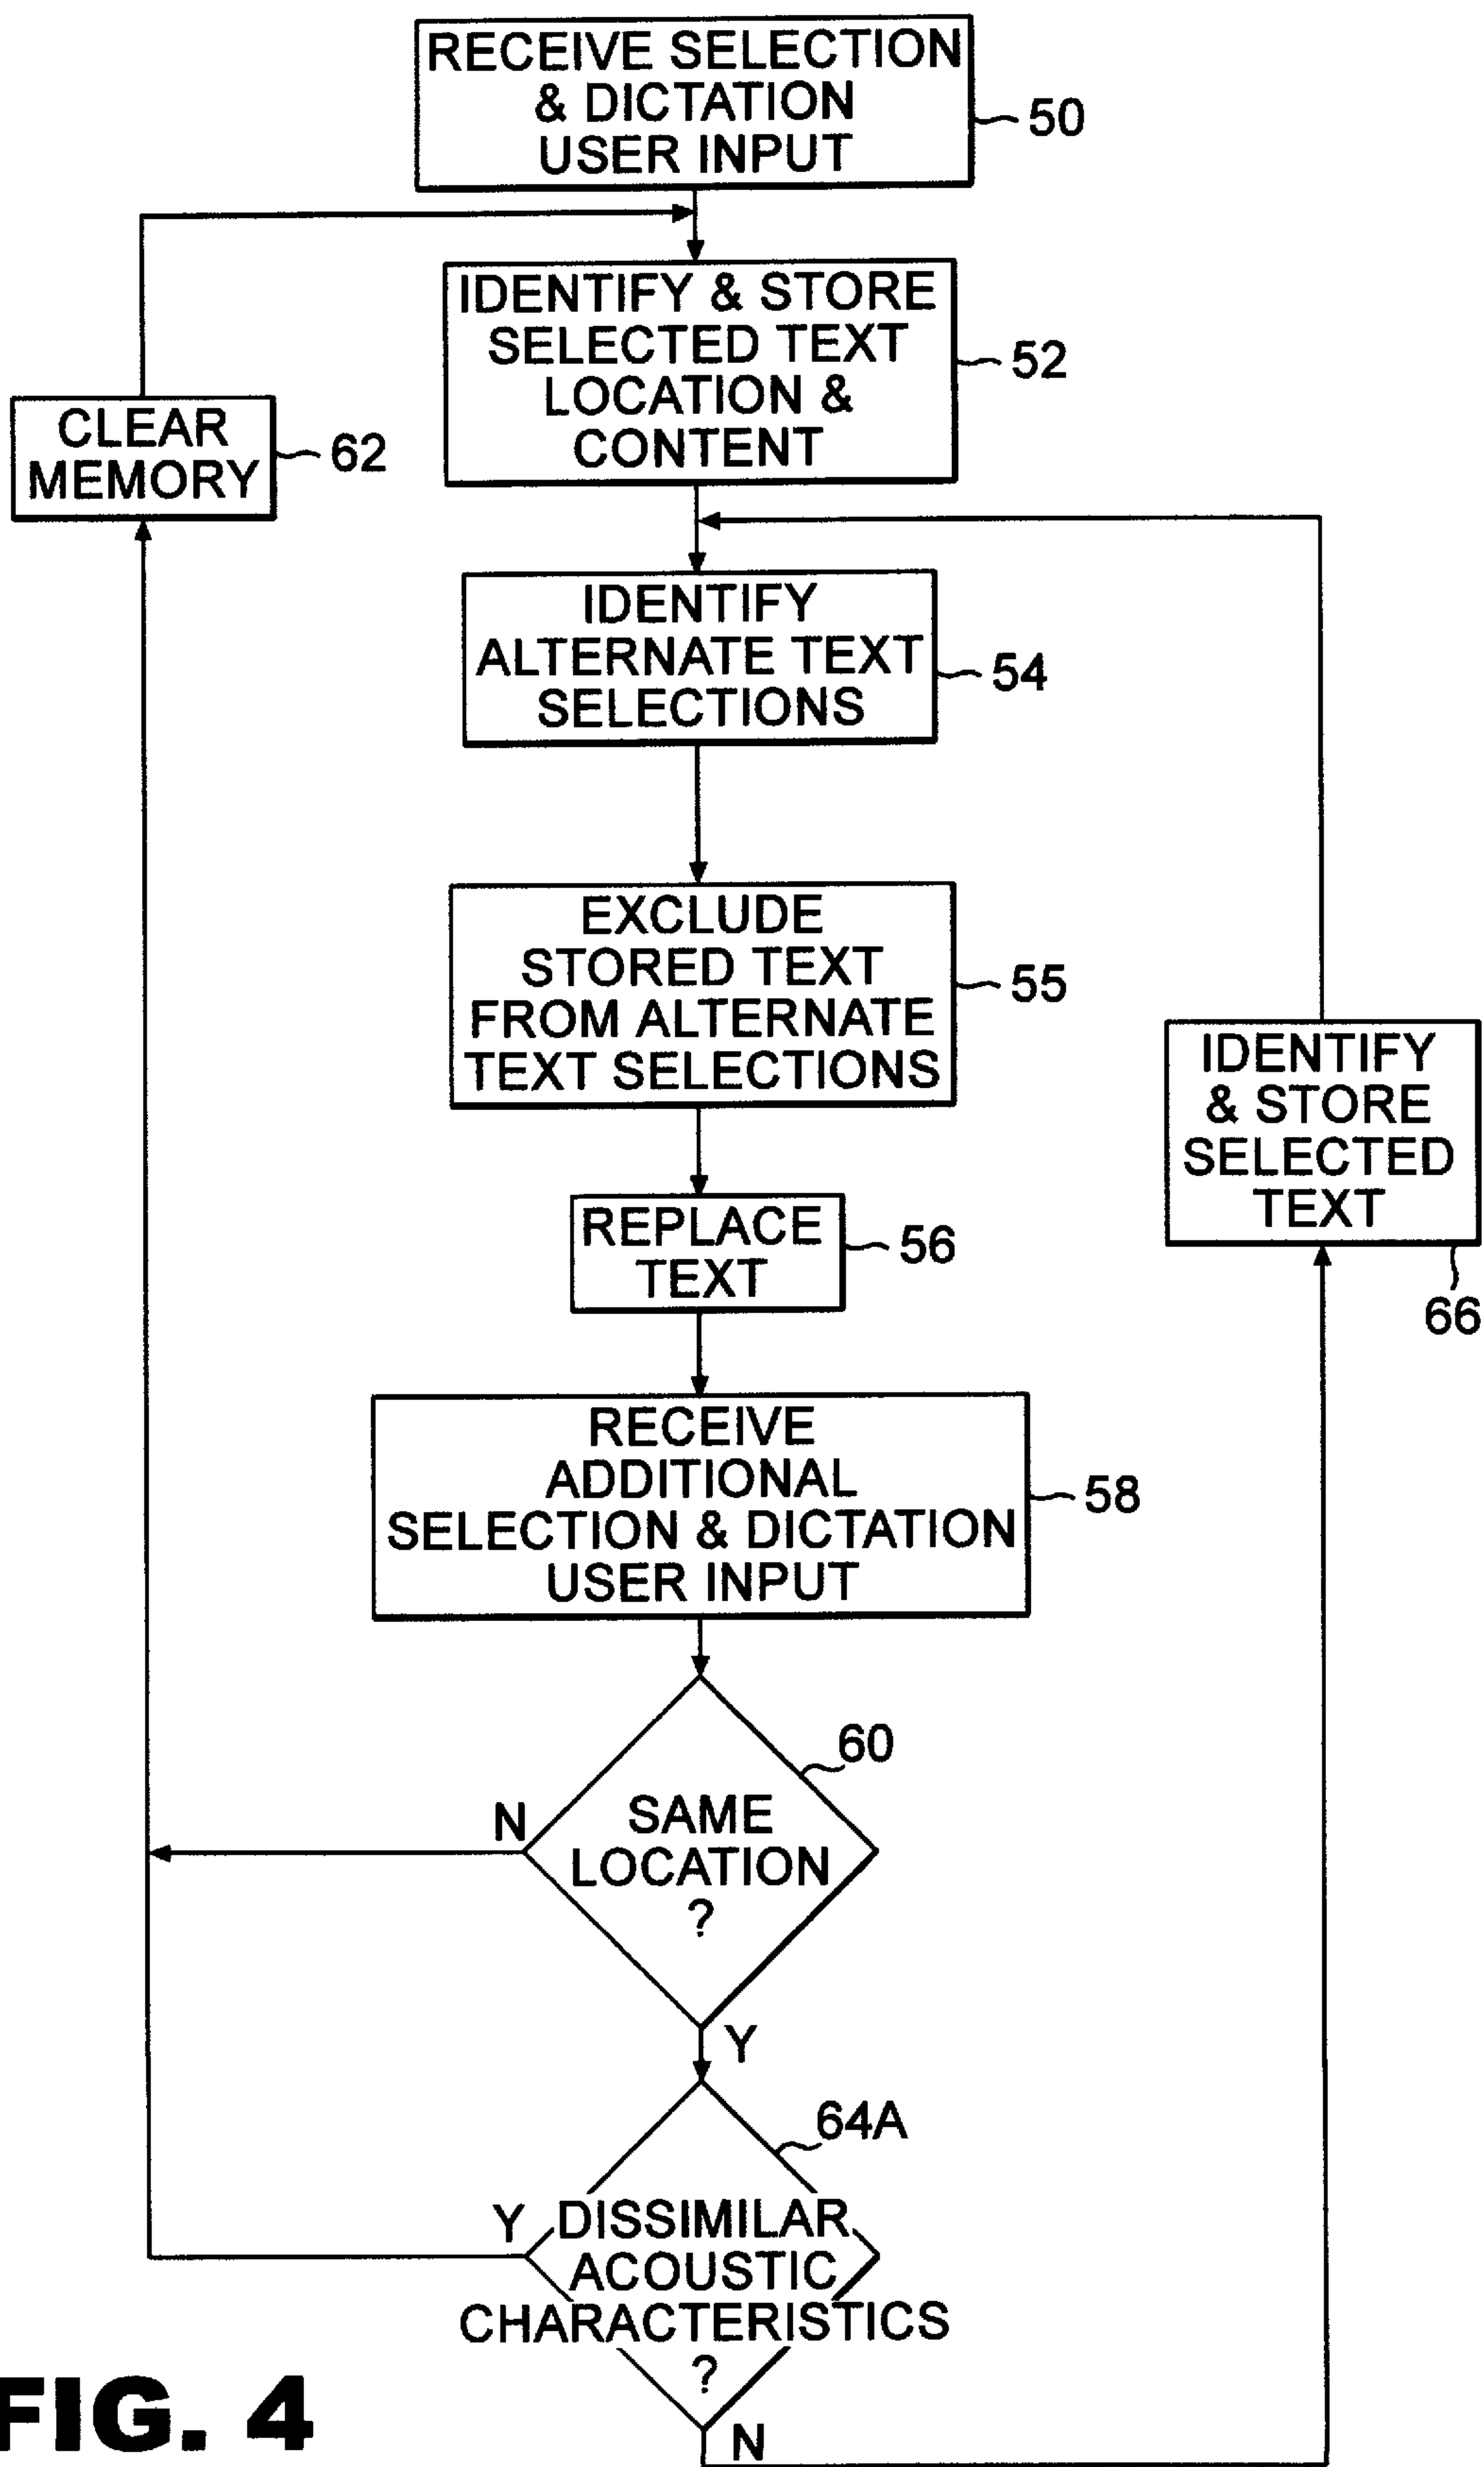 RECEIVE SELECTION
& DICTATION
USER INPUT
50
IDENTIFY & STORE
SELECTED TEXT
LOCATION &
CONTENT
52
CLEAR
MEMORY
62
IDENTIFY
ALTERNATE TEXT
SELECTIONS
54
EXCLUDE
STORED TEXT
FROM ALTERNATE
TEXT SELECTIONS
55
IDENTIFY
& STORE
SELECTED
TEXT
66
REPLACE
TEXT
56
RECEIVE
ADDITIONAL
SELECTION & DICTATION
USER INPUT
58
60
SAME
LOCATION
?
N
Y
64A
DISSIMILAR
ACOUSTIC
CHARACTERISTICS
?
Y
N
FIG. 4